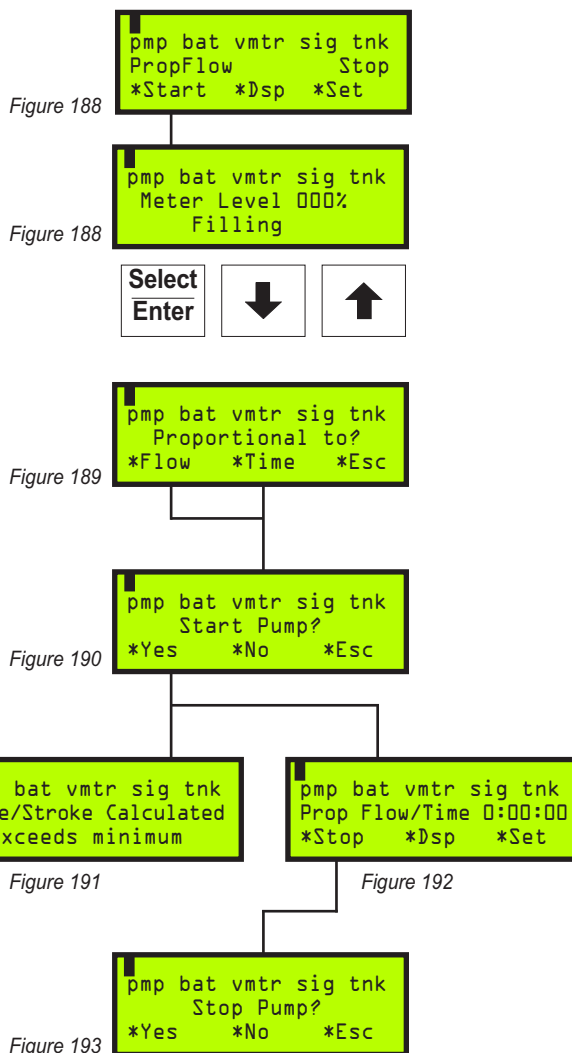 pmp bat vmtr sig tnk
PropFlow Stop
*Start *Dsp *Set
Figure 188
pmp bat vmtr sig tnk
Meter Level 000%
Filling
Figure 188
Select
Enter
pmp bat vmtr sig tnk
Proportional to?
*Flow *Time *Esc
Figure 189
pmp bat vmtr sig tnk
Start Pump?
*Yes *No *Esc
Figure 190
bat vmtr sig tnk
e/Stroke Calculated
xceeds minimum
Figure 191
pmp bat vmtr sig tnk
Prop Flow/Time 0:00:00
*Stop *Dsp *Set
Figure 192
pmp bat vmtr sig tnk
Stop Pump?
*Yes *No *Esc
Figure 193